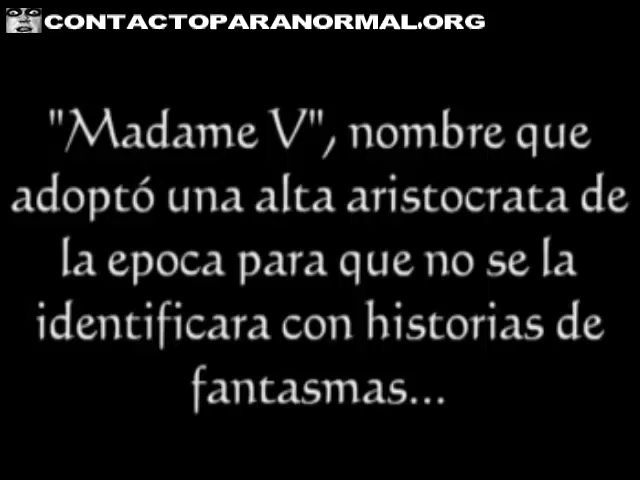 CONTACTOPARANORMAL.ORG
"Madame V", nombre que
adoptó una alta aristocrata de
la epoca para que no se la
identificara con historias de
fantasmas...